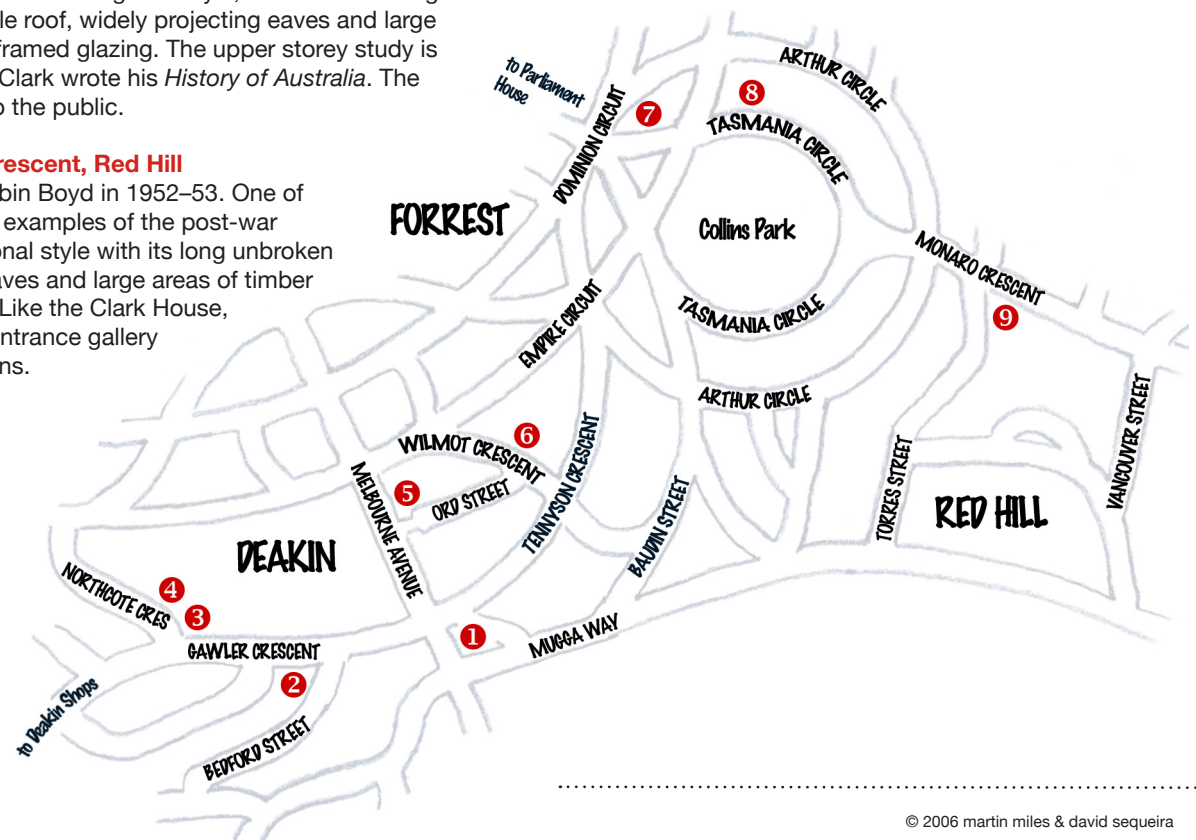 le roof, widely projecting eaves and large
framed glazing. The upper storey study is
Clark wrote his History of Australia. The
o the public.
rescent, Red Hill
bin Boyd in 1952–53. One of
examples of the post-war
onal style with its long unbroken
aves and large areas of timber
Like the Clark House,
ntrance gallery
ns.
to Parliament
House
ARTHUR CIRCLE
8
7
DOMINION CIRCUIT
TASMANIA CIRCLE
FORREST
Collins Park
MONARO CRESCENT
9
EMPIRE CIRCUIT
TASMANIA CIRCLE
ARTHUR CIRCLE
VANCOUVER STREET
6
WILMOT CRESCENT
TENNYSON CRESCENT
5
ORD STREET
MELBOURNE AVENUE
BAUDIN STREET
TORRES STREET
RED HILL
DEAKIN
NORTHCOTE CRES
4
3
GAWLER CRESCENT
1
MUGGA WAY
2
to Deakin Shops
BEDFORD STREET
© 2006 martin miles & david sequeira